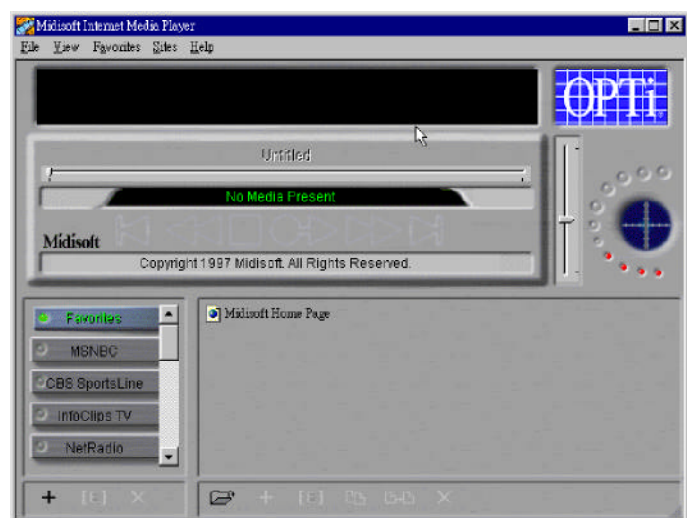 Midisoft Internet Media Player
File View Favorites Sites Help
OPTi
Untitled
No Media Present
Midisoft
Copyright 1997 Midisoft. All Rights Reserved.
Favorites
Midisoft Home Page
MSNBC
CBS SportsLine
InfoClips TV
NetRadio
[E]
[E]